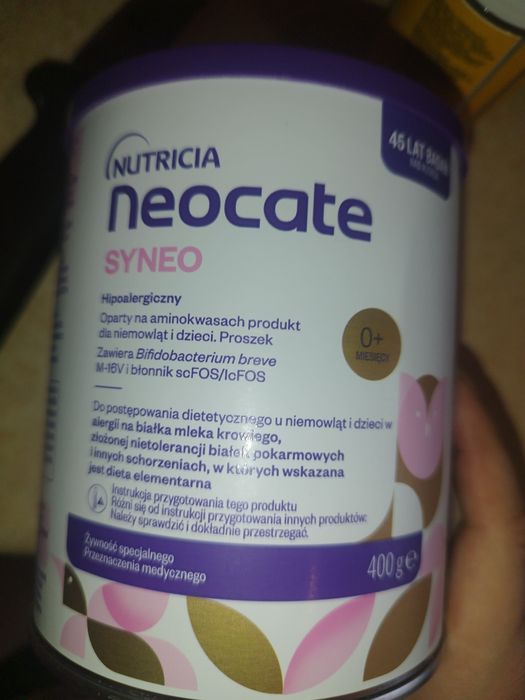 45 LAT BADAŃ
NUTRICIA
neocate
SYNEO
Hipoalergiczny
Oparty na aminokwasach produkt
dla niemowląt i dzieci. Proszek
Zawiera Bifidobacterium breve
M-16V i błonnik scFOS/lcFOS
0+
MIESIĘCY
Do postępowania dietetycznego u niemowląt i dzieci w
alergii na białka mleka krowiego,
złożonej nietolerancji białek pokarmowych
i innych schorzeniach, w których wskazana
jest dieta elementarna
Instrukcja przygotowania tego produktu
Różni się od instrukcji przygotowania innych produktów.
Należy sprawdzić i dokładnie przestrzegać.
Żywność specjalnego
Przeznaczenia medycznego
400 g ℮